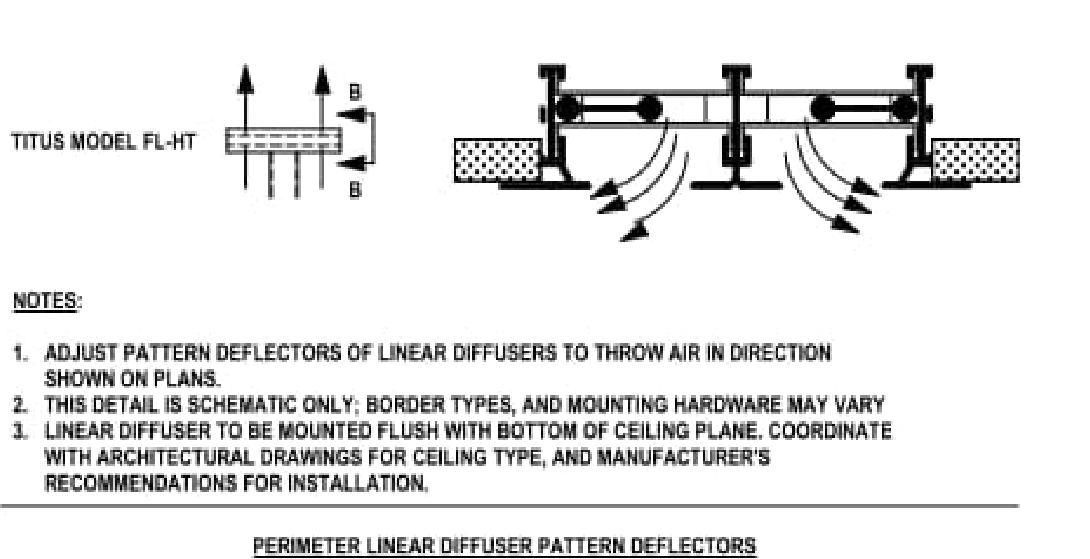 B
TITUS MODEL FL-HT
B
NOTES:
1. ADJUST PATTERN DEFLECTORS OF LINEAR DIFFUSERS TO THROW AIR IN DIRECTION
SHOWN ON PLANS.
2. THIS DETAIL IS SCHEMATIC ONLY; BORDER TYPES, AND MOUNTING HARDWARE MAY VARY
3. LINEAR DIFFUSER TO BE MOUNTED FLUSH WITH BOTTOM OF CEILING PLANE. COORDINATE
WITH ARCHITECTURAL DRAWINGS FOR CEILING TYPE, AND MANUFACTURER'S
RECOMMENDATIONS FOR INSTALLATION.
PERIMETER LINEAR DIFFUSER PATTERN DEFLECTORS